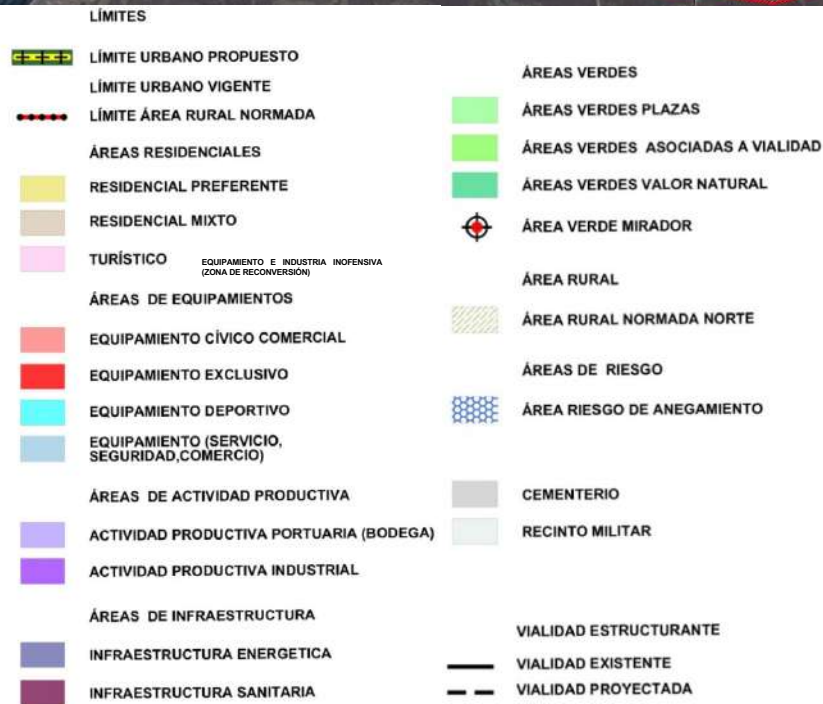 LÍMITES
LÍMITE URBANO PROPUESTO
LÍMITE URBANO VIGENTE
LÍMITE ÁREA RURAL NORMADA
ÁREAS RESIDENCIALES
RESIDENCIAL PREFERENTE
RESIDENCIAL MIXTO
TURÍSTICO
EQUIPAMIENTO E INDUSTRIA INOFENSIVA
(ZONA DE RECONVERSIÓN)
ÁREAS DE EQUIPAMIENTOS
EQUIPAMIENTO CÍVICO COMERCIAL
EQUIPAMIENTO EXCLUSIVO
EQUIPAMIENTO DEPORTIVO
EQUIPAMIENTO (SERVICIO,
SEGURIDAD,COMERCIO)
ÁREAS DE ACTIVIDAD PRODUCTIVA
ACTIVIDAD PRODUCTIVA PORTUARIA (BODEGA)
ACTIVIDAD PRODUCTIVA INDUSTRIAL
ÁREAS DE INFRAESTRUCTURA
INFRAESTRUCTURA ENERGETICA
INFRAESTRUCTURA SANITARIA
ÁREAS VERDES
ÁREAS VERDES PLAZAS
ÁREAS VERDES ASOCIADAS A VIALIDAD
ÁREAS VERDES VALOR NATURAL
ÁREA VERDE MIRADOR
ÁREA RURAL
ÁREA RURAL NORMADA NORTE
ÁREAS DE RIESGO
ÁREA RIESGO DE ANEGAMIENTO
CEMENTERIO
RECINTO MILITAR
VIALIDAD ESTRUCTURANTE
VIALIDAD EXISTENTE
VIALIDAD PROYECTADA